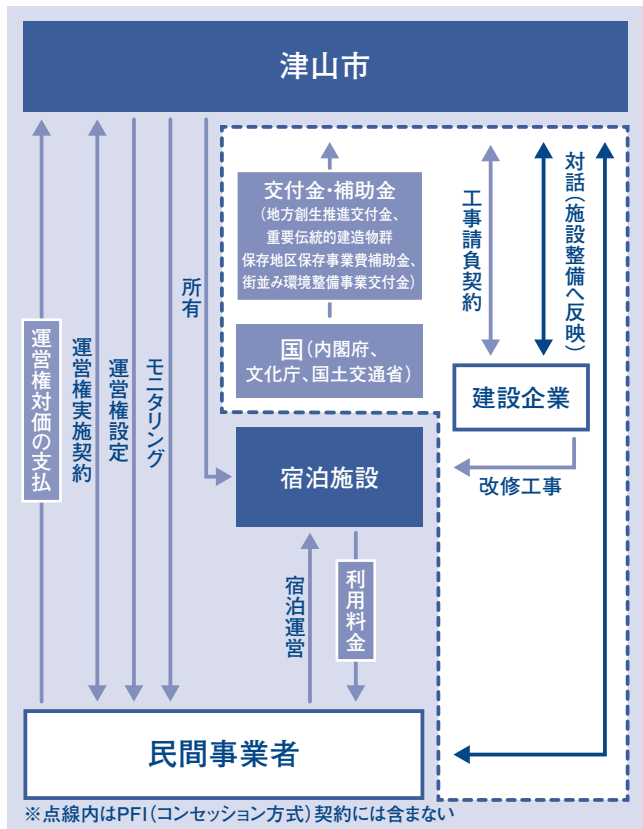 津山市
交付金・補助金
(地方創生推進交付金、
重要伝統的建造物群
保存地区保存事業費補助金、
街並み環境整備事業交付金)
国(内閣府、
文化庁、国土交通省)
工事請負契約
対話(施設整備へ反映)
建設企業
改修工事
所有
運営権対価の支払
運営権実施契約
運営権設定
モニタリング
宿泊施設
宿泊運営
利用料金
民間事業者
※点線内はPFI(コンセッション方式)契約には含まない